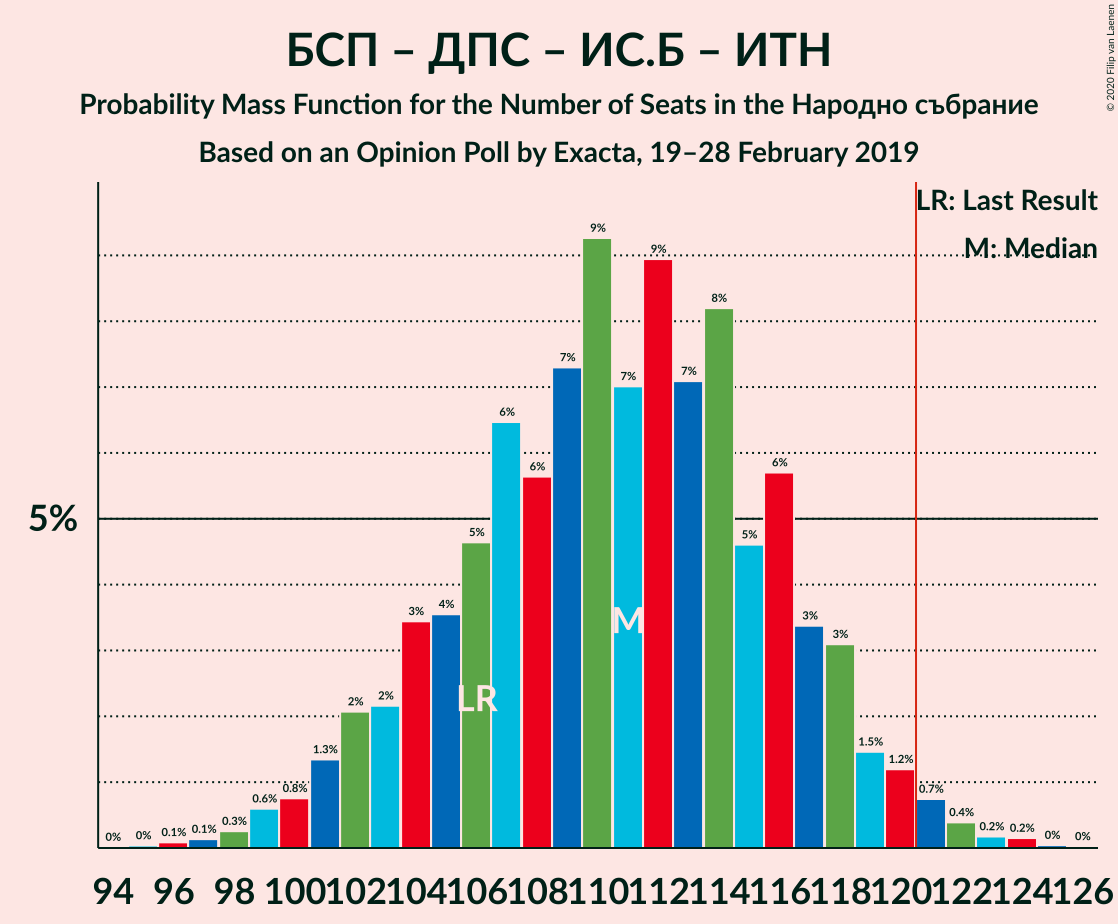 БСП – ДПС – ИС.Б – ИТН
Probability Mass Function for the Number of Seats in the Народно събрание
Based on an Opinion Poll by Exacta, 19–28 February 2019
© 2020 Filip van Laenen
LR: Last Result
M: Median
5%
0% 0% 0.1% 0.1% 0.3% 0.6% 0.8% 1.3% 2% 2% 3% 4% 5% 6% 6% 7% 9% 7% 9% 7% 8% 5% 6% 3% 3% 1.5% 1.2% 0.7% 0.4% 0.2% 0.2% 0% 0%
M
LR
94 96 98 100 102 104 106 108 110 112 114 116 118 120 122 124 126